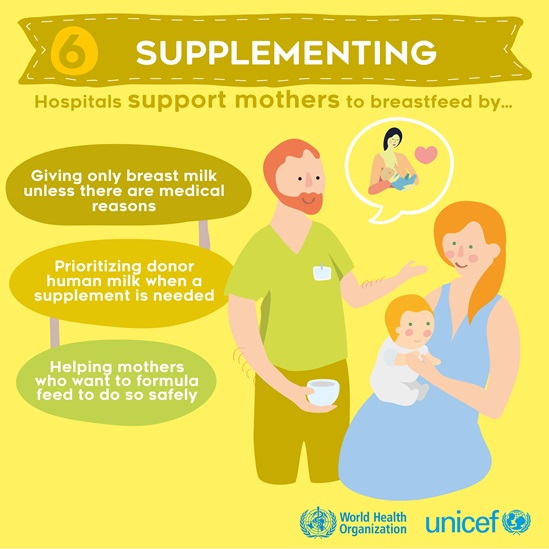 6 SUPPLEMENTING
Hospitals support mothers to breastfeed by...
Giving only breast milk
unless there are medical
reasons
Prioritizing donor
human milk when a
supplement is needed
Helping mothers
who want to formula
feed to do so safely
World Health
Organization
unicef